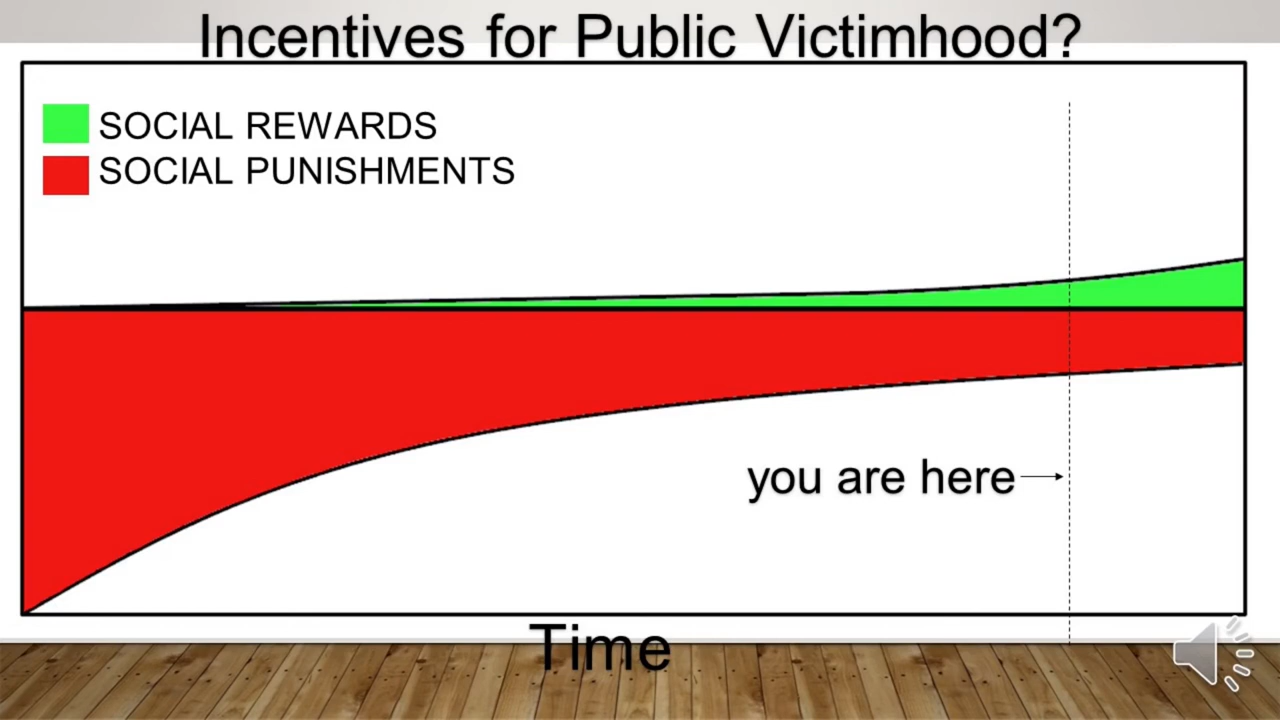 Incentives for Public Victimhood?
SOCIAL REWARDS
SOCIAL PUNISHMENTS
you are here
Time